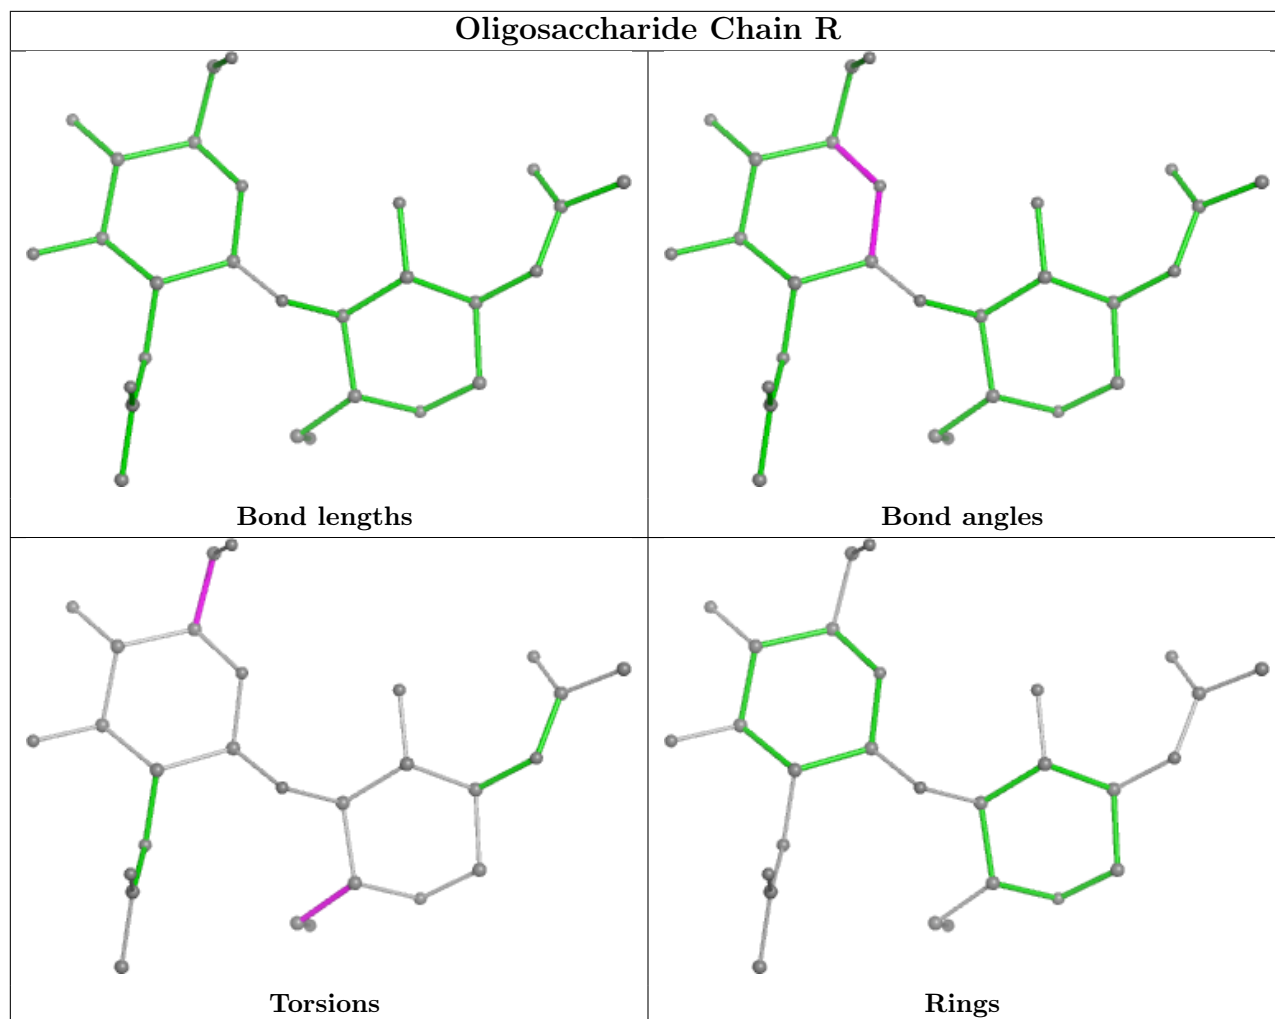 Oligosaccharide Chain R
Bond lengths
Bond angles
Torsions
Rings